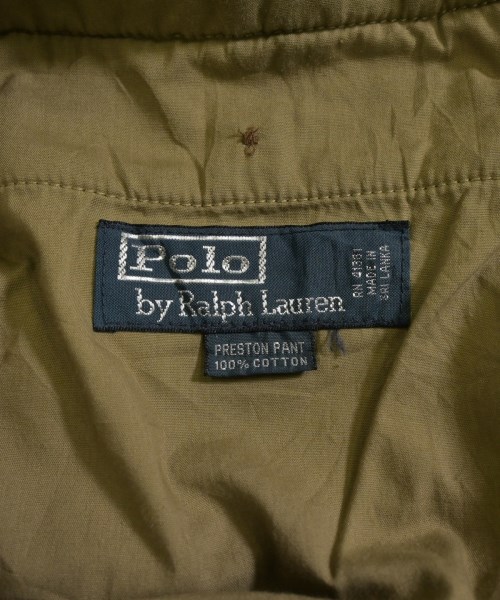 Polo
by Ralph Lauren
RN 41381
MADE IN
SRI LANKA
PRESTON PANT
100% COTTON